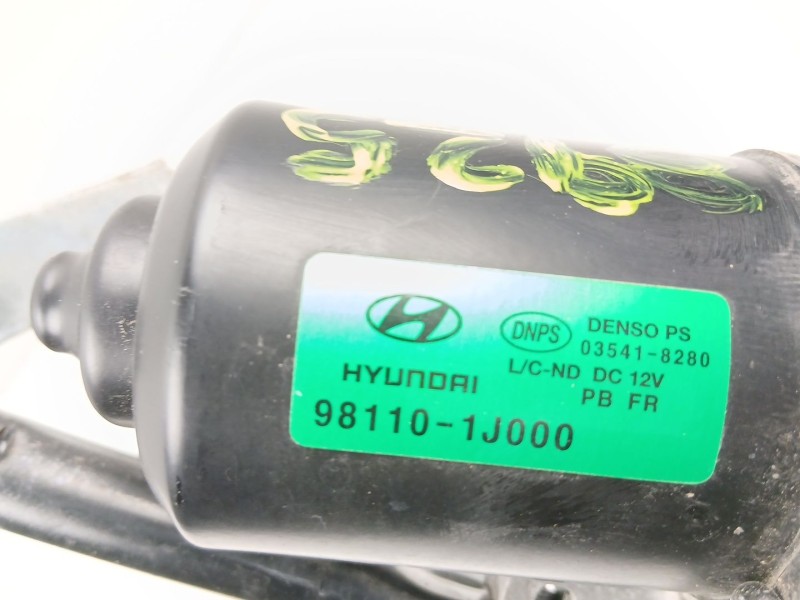 HYUNDAI
98110-1J000
DNPS
DENSO PS
03541-8280
L/C-ND DC 12V
PB FR